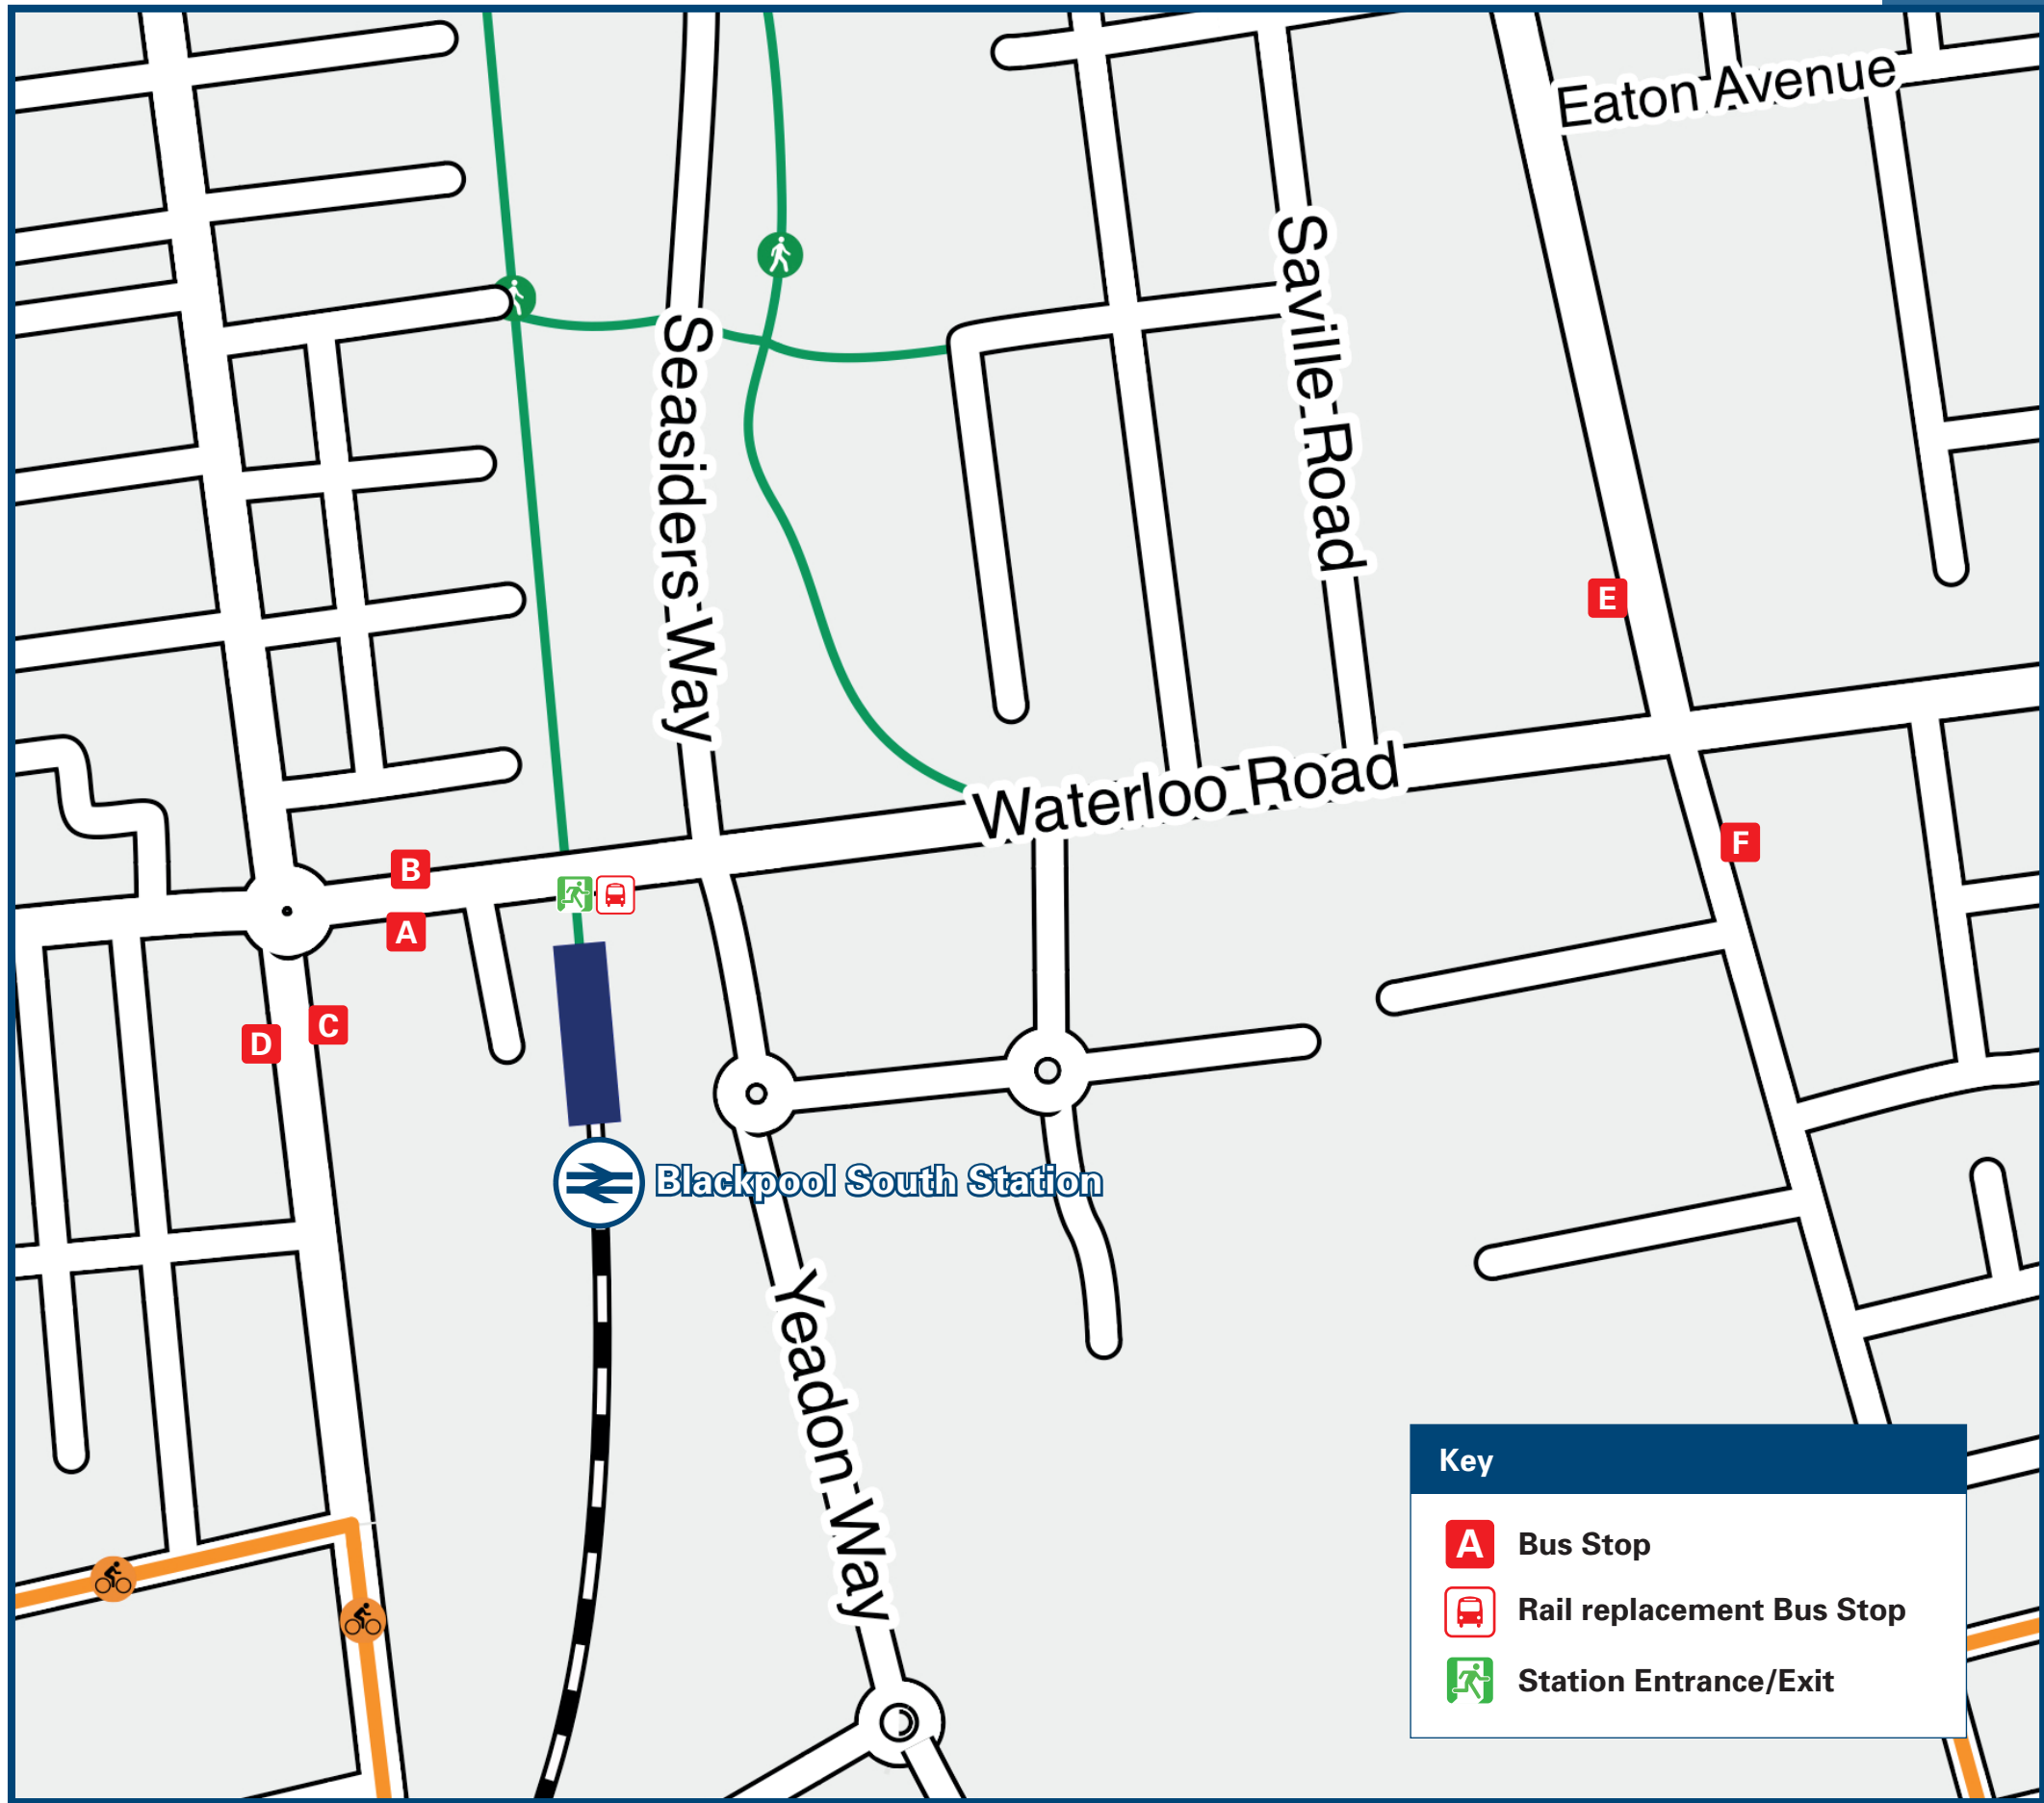 Eaton Avenue
Saville Road
Seasiders Way
E
Waterloo Road
F
B
A
C
D
Blackpool South Station
Yeadon Way
Key
A Bus Stop
Rail replacement Bus Stop
Station Entrance/Exit